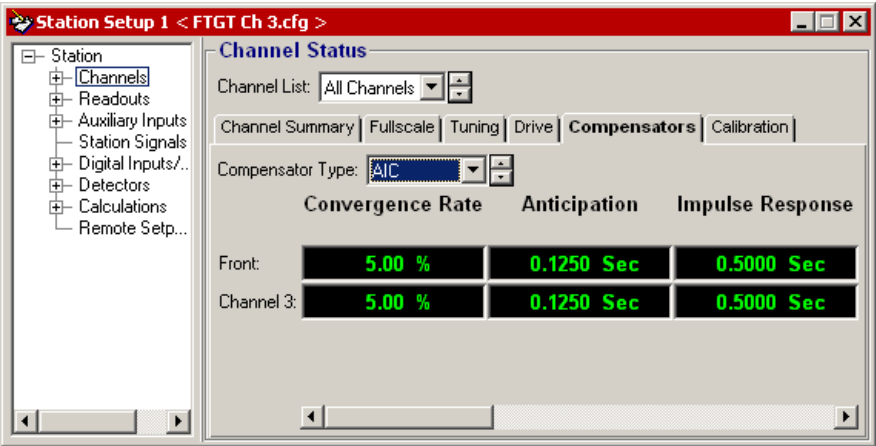 Station Setup 1 < FTGT Ch 3.cfg >
Station
Channels
Readouts
Auxiliary Inputs
Station Signals
Digital Inputs/..
Detectors
Calculations
Remote Setp...
Channel Status
Channel List: All Channels
Channel Summary Fullscale Tuning Drive Compensators Calibration
Compensator Type: AIC
Convergence Rate Anticipation Impulse Response
Front: 5.00 % 0.1250 Sec 0.5000 Sec
Channel 3: 5.00 % 0.1250 Sec 0.5000 Sec